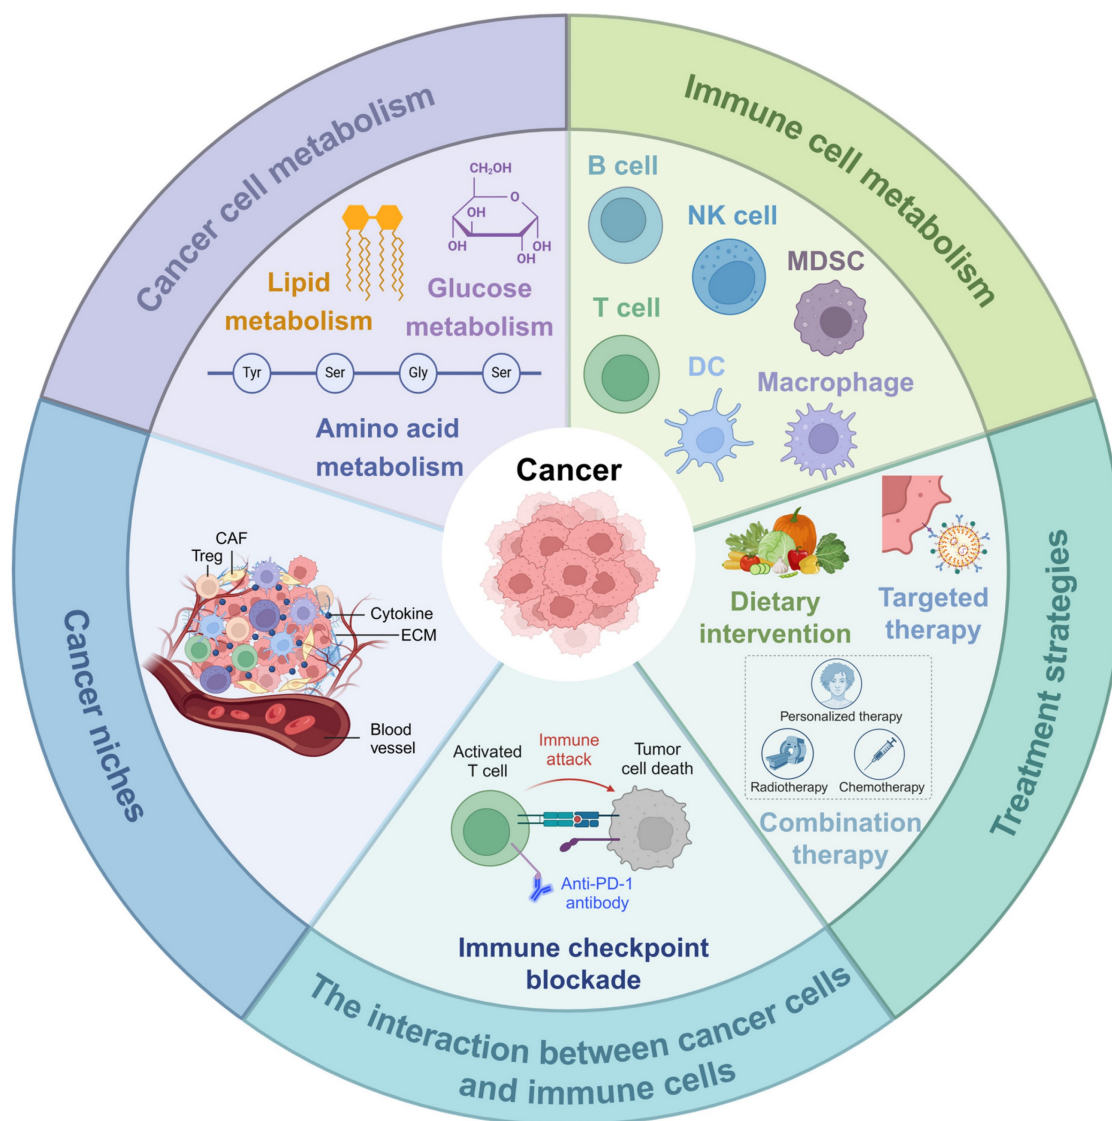 Cancer cell metabolism
CH₂OH
O
OH
OH
OH
OH
Lipid
metabolism
Glucose
metabolism
Tyr
Ser
Gly
Ser
Amino acid
metabolism
Immune cell metabolism
B cell
NK cell
MDSC
T cell
DC
Macrophage
Cancer
Cancer niches
CAF
Treg
Cytokine
ECM
Blood
vessel
Treatment strategies
Dietary
intervention
Targeted
therapy
Personalized therapy
Radiotherapy
Chemotherapy
Combination
therapy
Activated
T cell
Immune
attack
Tumor
cell death
Anti-PD-1
antibody
Immune checkpoint
blockade
The interaction between cancer cells
and immune cells